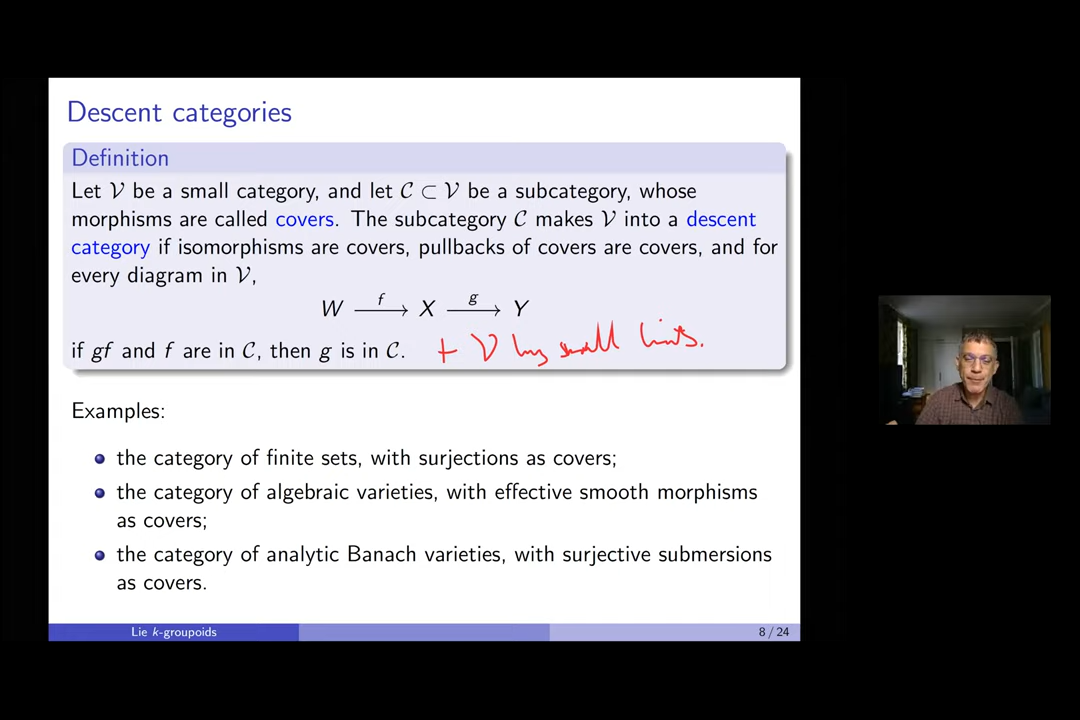 Descent categories
Definition
Let 𝒱 be a small category, and let 𝒞 ⊂ 𝒱 be a subcategory, whose
morphisms are called covers. The subcategory 𝒞 makes 𝒱 into a descent
category if isomorphisms are covers, pullbacks of covers are covers, and for
every diagram in 𝒱,
W —f→ X —g→ Y
if gf and f are in 𝒞, then g is in 𝒞. + 𝒱 has small limits.
Examples:
the category of finite sets, with surjections as covers;
the category of algebraic varieties, with effective smooth morphisms
as covers;
the category of analytic Banach varieties, with surjective submersions
as covers.
Lie k-groupoids 8 / 24